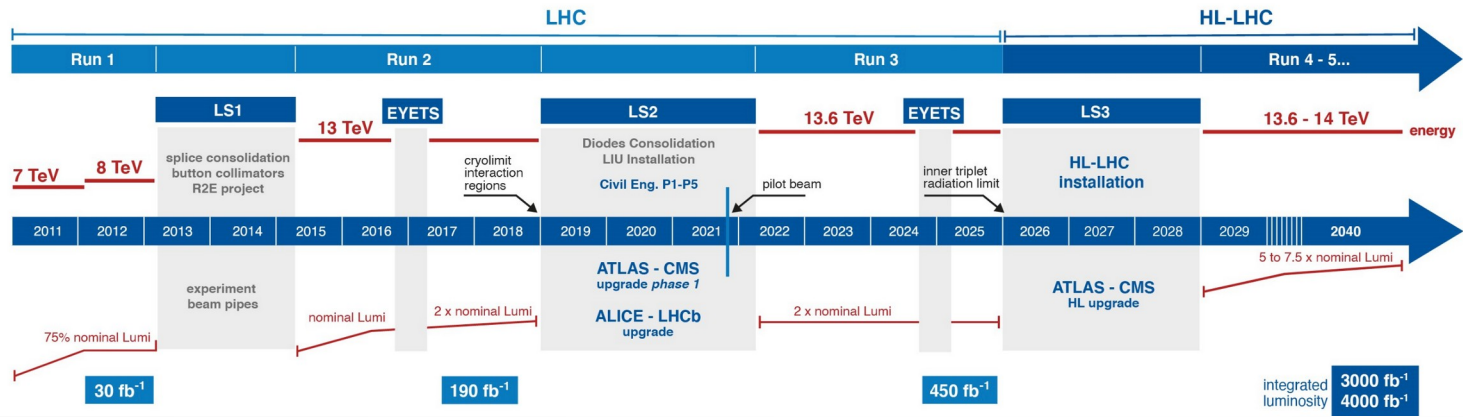 LHC
HL-LHC
Run 1
Run 2
Run 3
Run 4 - 5...
LS1
EYETS
LS2
EYETS
LS3
7 TeV
8 TeV
13 TeV
13.6 TeV
13.6 - 14 TeV
energy
splice consolidation
button collimators
R2E project
cryolimit
interaction
regions
Diodes Consolidation
LIU Installation
Civil Eng. P1-P5
pilot beam
inner triplet
radiation limit
HL-LHC
installation
2011
2012
2013
2014
2015
2016
2017
2018
2019
2020
2021
2022
2023
2024
2025
2026
2027
2028
2029
2040
experiment
beam pipes
ATLAS - CMS
upgrade phase 1
ALICE - LHCb
upgrade
ATLAS - CMS
HL upgrade
75% nominal Lumi
nominal Lumi
2 x nominal Lumi
2 x nominal Lumi
5 to 7.5 x nominal Lumi
30 fb⁻¹
190 fb⁻¹
450 fb⁻¹
integrated
luminosity
3000 fb⁻¹
4000 fb⁻¹